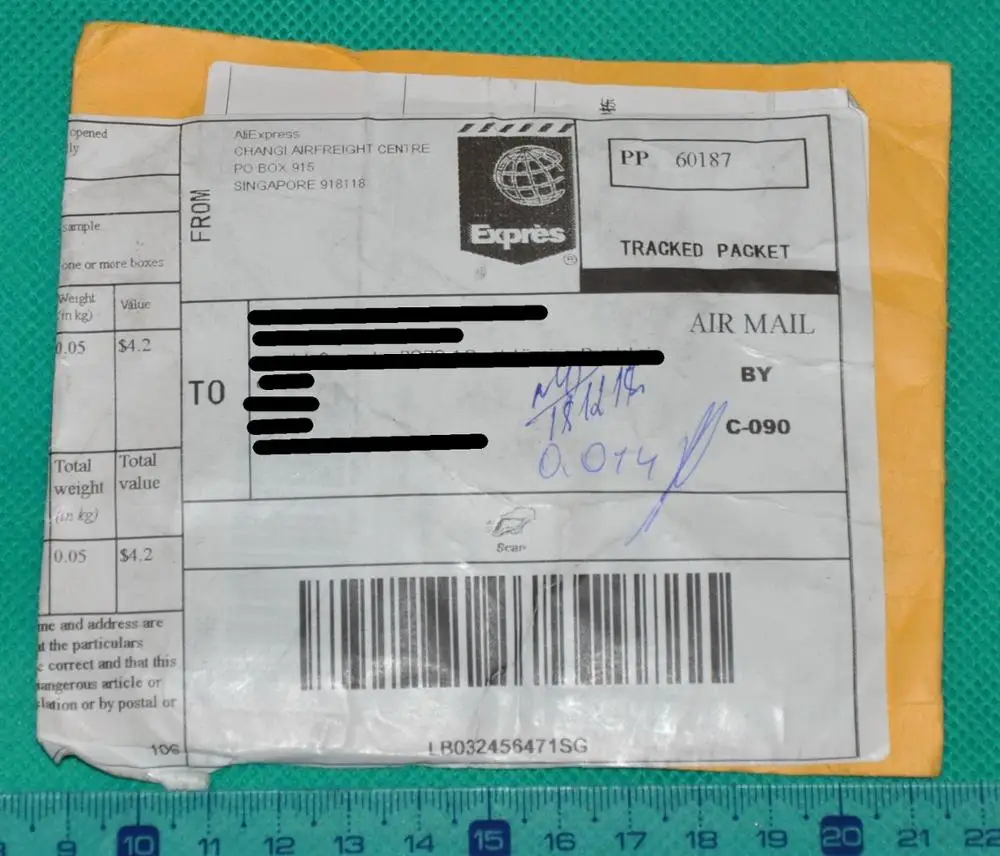 opened
ly
sample
one or more boxes
Weight
(in kg)
Value
0.05
$4.2
Total
weight
(in kg)
Total
value
0.05
$4.2
me and address are
at the particulars
correct and that this
angerous article or
lation or by postal or
106
FROM
AliExpress
CHANGI AIRFREIGHT CENTRE
PO BOX 915
SINGAPORE 918118
Exprès
®
PP 60187
TRACKED PACKET
TO
AIR MAIL
BY
C-090
0.014
Scan
LB032456471SG
9 10 11 12 13 14 15 16 17 18 19 20 21 22